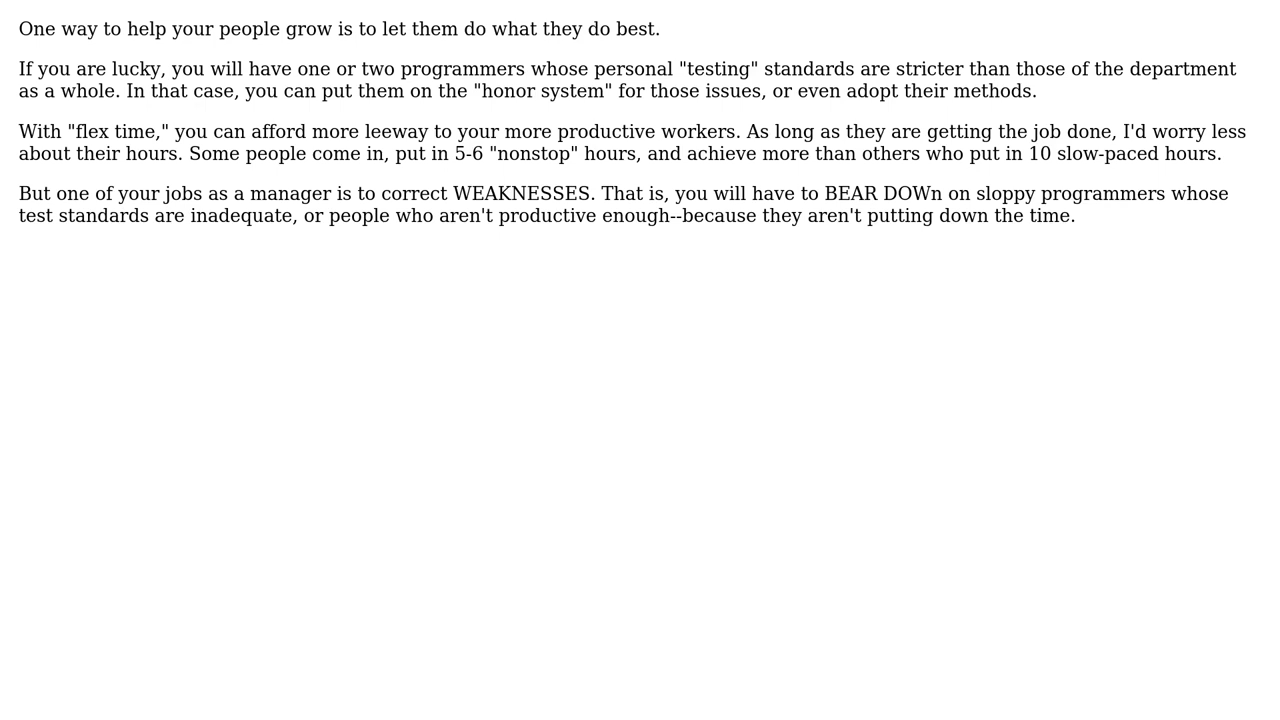 One way to help your people grow is to let them do what they do best.
If you are lucky, you will have one or two programmers whose personal "testing" standards are stricter than those of the department
as a whole. In that case, you can put them on the "honor system" for those issues, or even adopt their methods.
With "flex time," you can afford more leeway to your more productive workers. As long as they are getting the job done, I'd worry less
about their hours. Some people come in, put in 5-6 "nonstop" hours, and achieve more than others who put in 10 slow-paced hours.
But one of your jobs as a manager is to correct WEAKNESSES. That is, you will have to BEAR DOWn on sloppy programmers whose
test standards are inadequate, or people who aren't productive enough--because they aren't putting down the time.